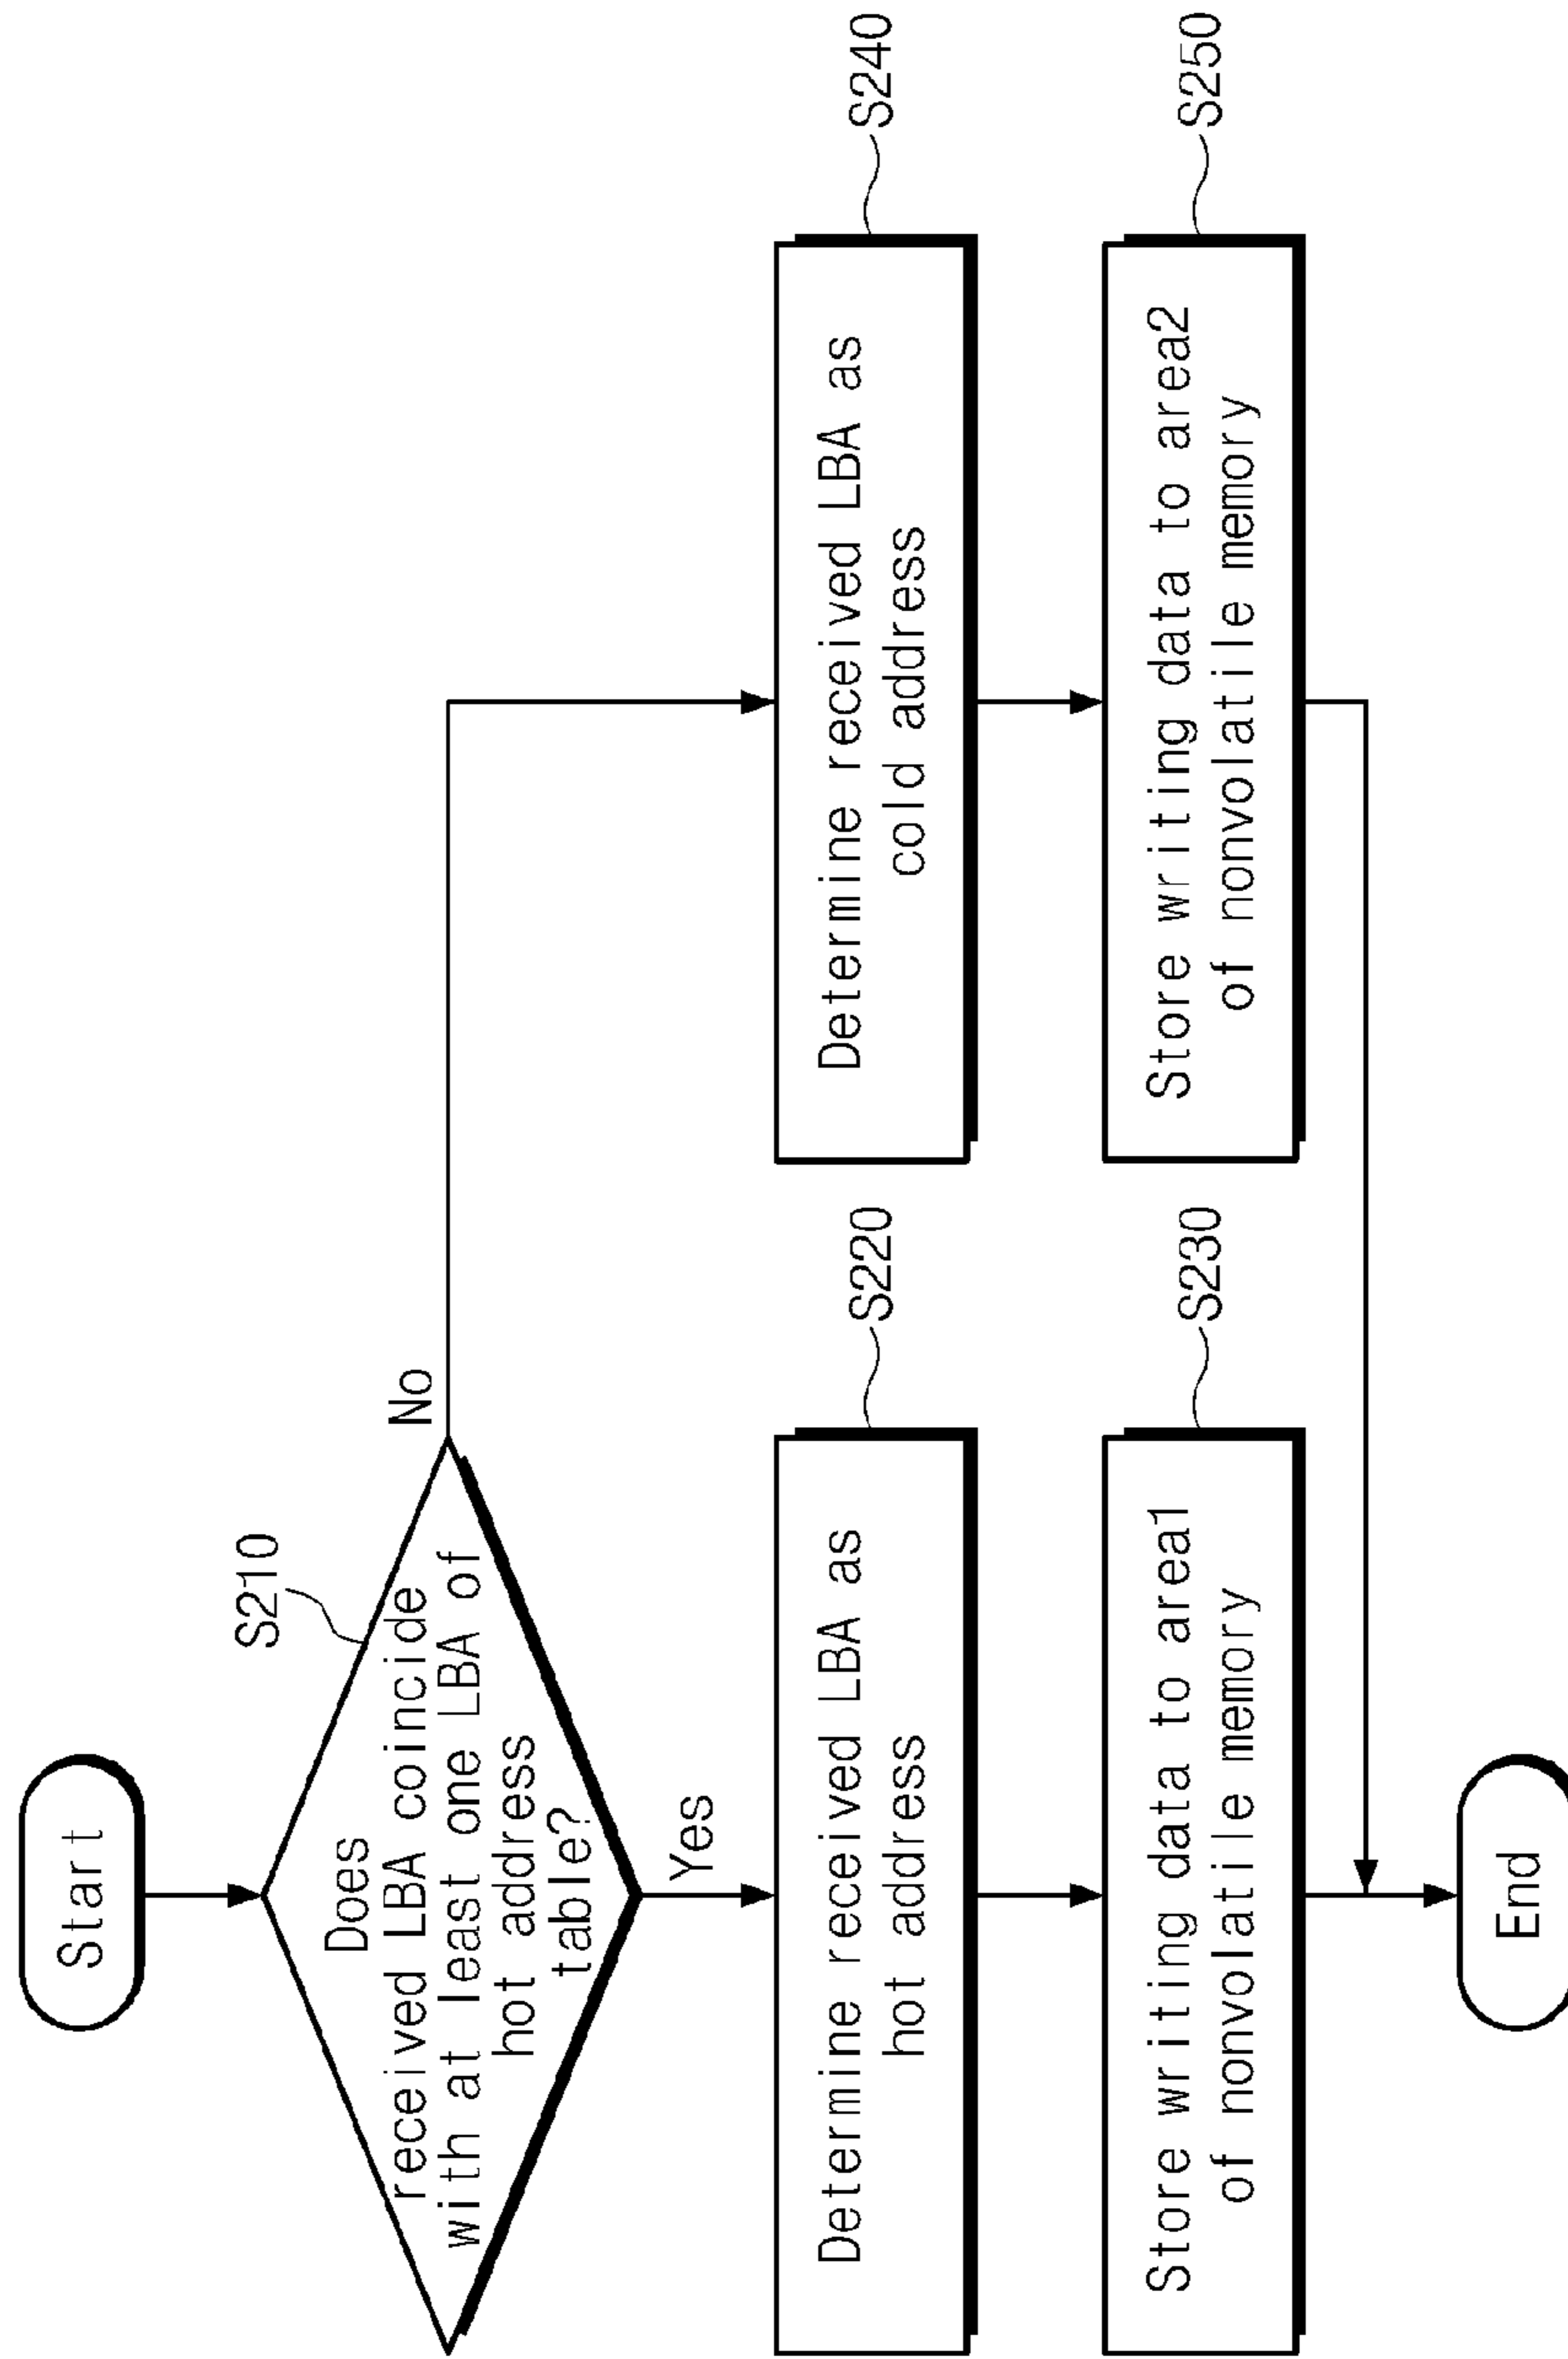 Start
S210
Does
received LBA coincide
with at least one LBA of
hot address
table?
No
Yes
Determine received LBA as
hot address
S220
Determine received LBA as
cold address
S240
Store writing data to area1
of nonvolatile memory
S230
Store writing data to area2
of nonvolatile memory
S250
End